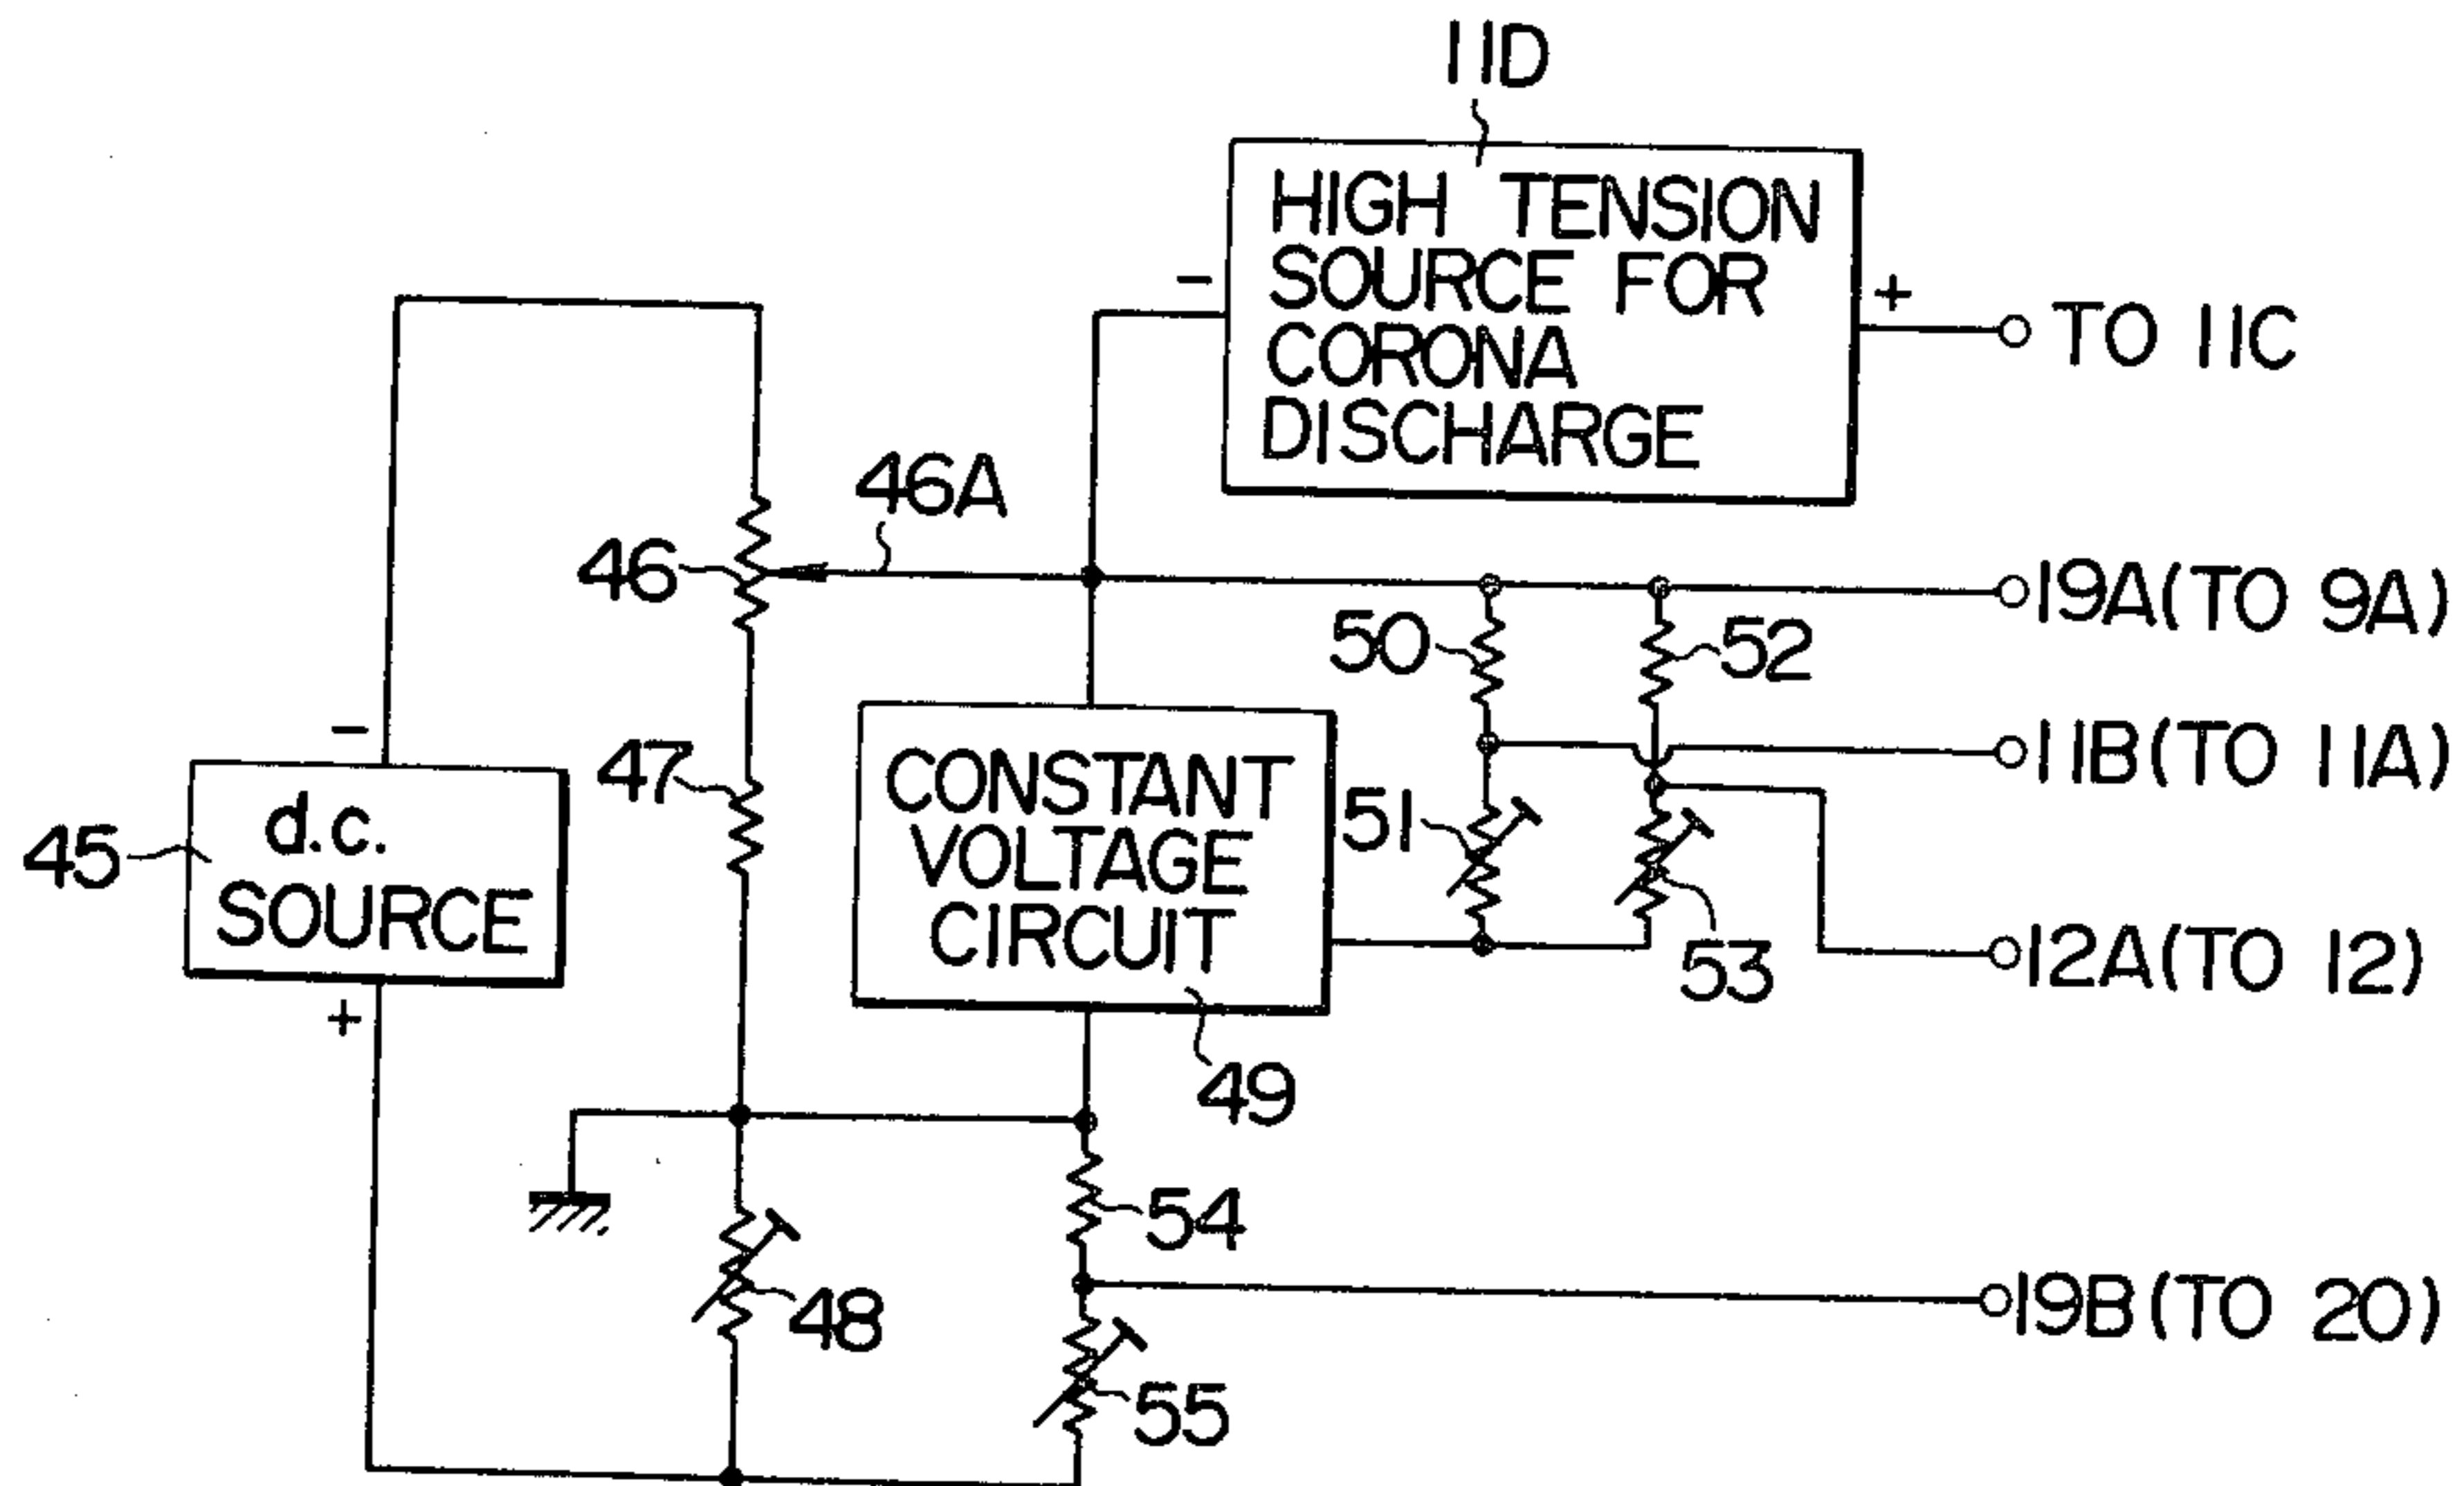 11D
HIGH TENSION
SOURCE FOR
CORONA
DISCHARGE
-
+
TO 11C
46A
46
19A(TO 9A)
50
52
11B(TO 11A)
-
47
CONSTANT
VOLTAGE
CIRCUIT
51
45
d.c.
SOURCE
53
12A(TO 12)
+
49
54
48
19B(TO 20)
55